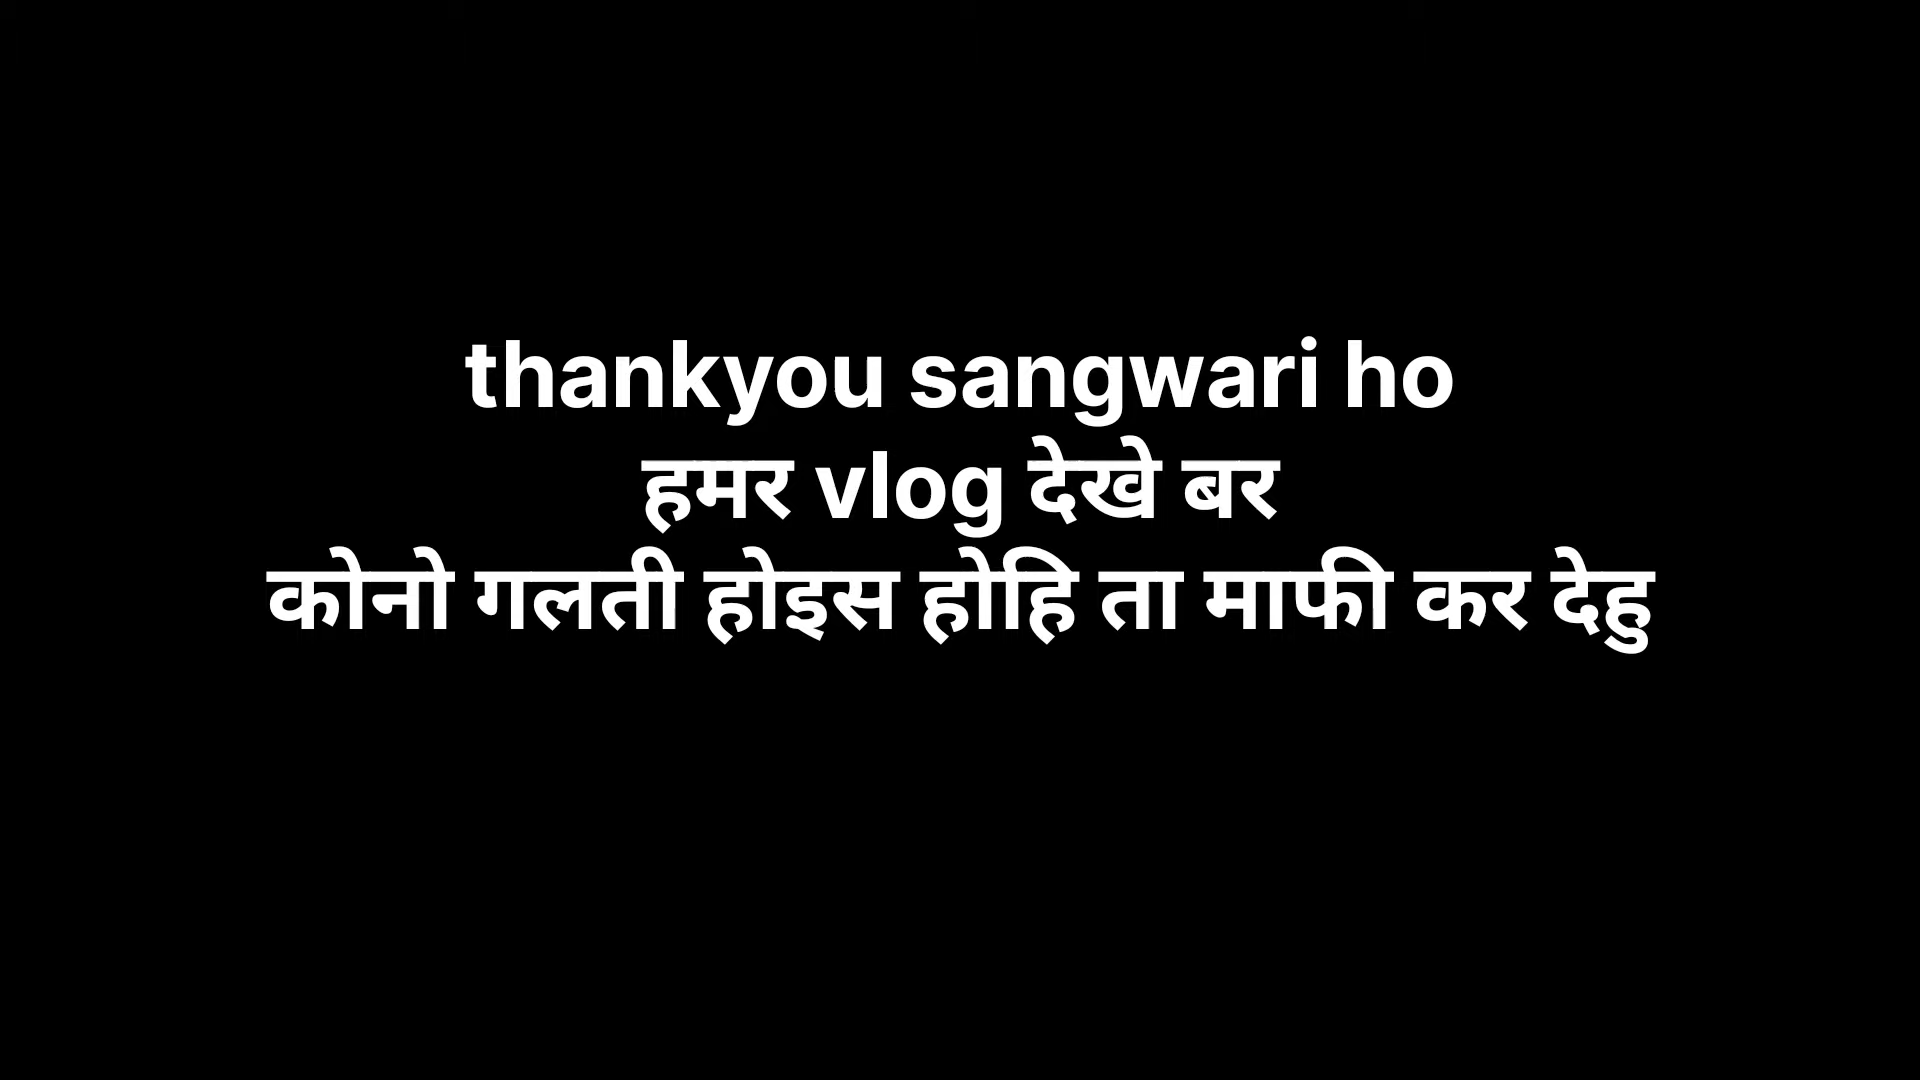 thankyou sangwari ho
हमर vlog देखे बर
कोनो गलती होइस होहि ता माफी कर देहु